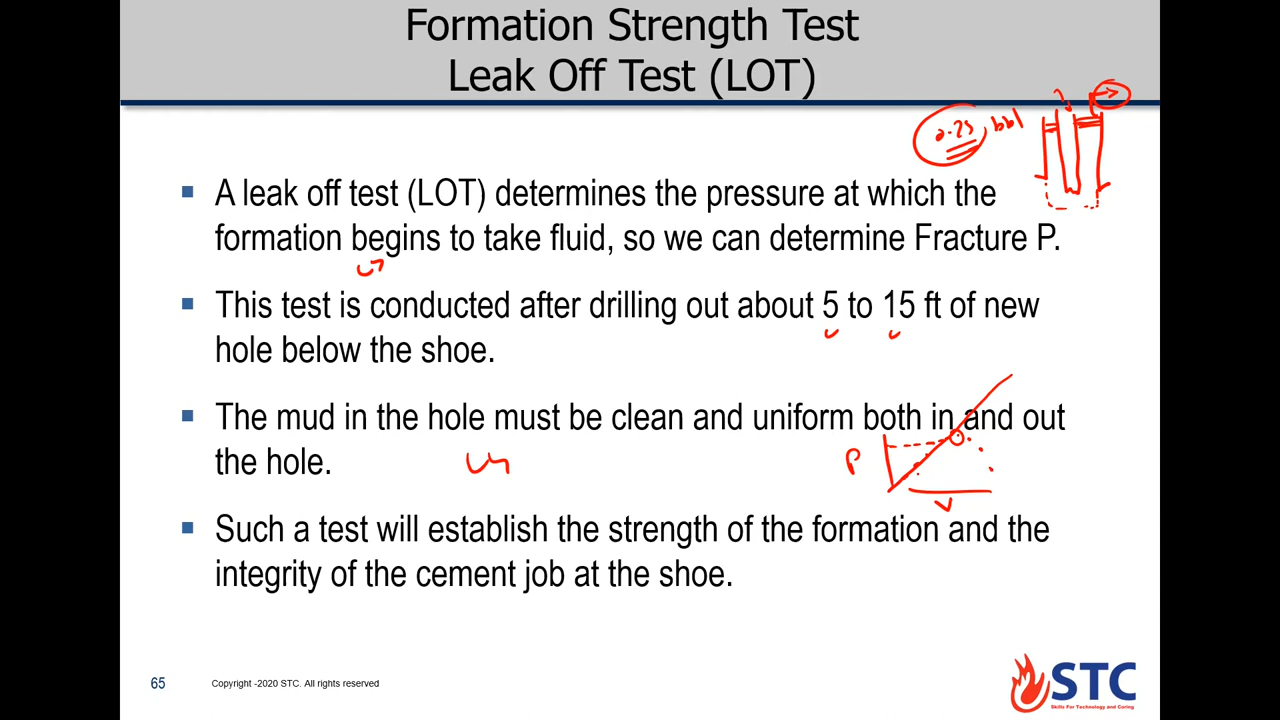 Formation Strength Test
Leak Off Test (LOT)
0.25, bbl
▪ A leak off test (LOT) determines the pressure at which the
formation begins to take fluid, so we can determine Fracture P.
▪ This test is conducted after drilling out about 5 to 15 ft of new
hole below the shoe.
▪ The mud in the hole must be clean and uniform both in and out
the hole.
P
V
▪ Such a test will establish the strength of the formation and the
integrity of the cement job at the shoe.
65
Copyright -2020 STC. All rights reserved
STC
Skills For Technology and Caring